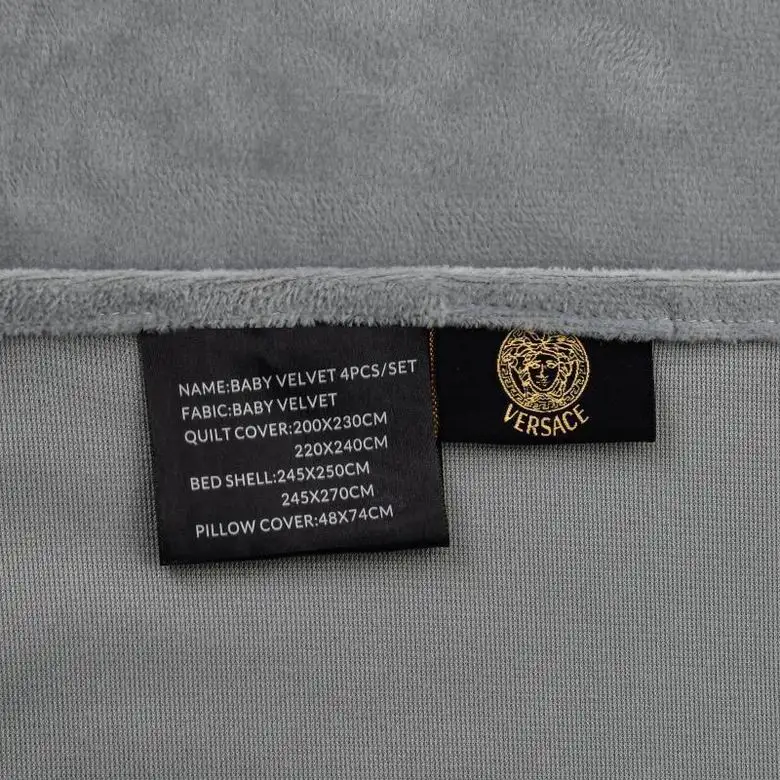 NAME:BABY VELVET 4PCS/SET
FABIC:BABY VELVET
QUILT COVER:200X230CM
220X240CM
BED SHELL:245X250CM
245X270CM
PILLOW COVER:48X74CM
VERSACE